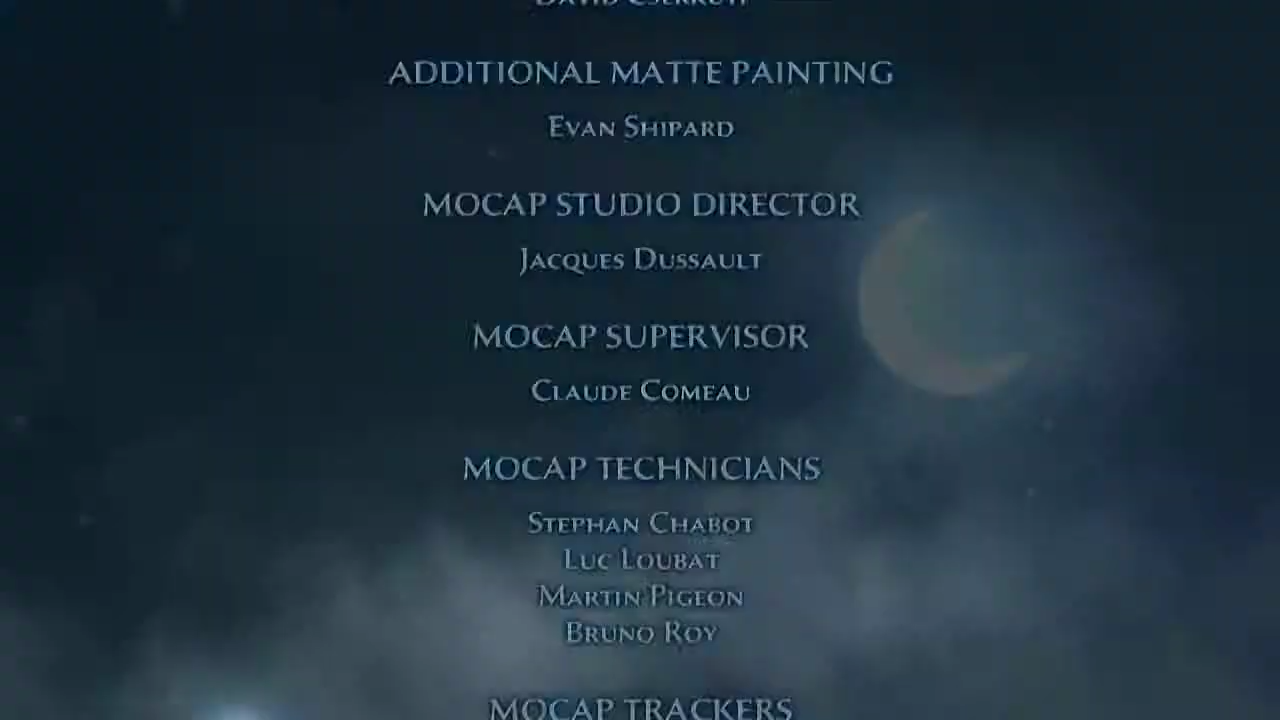 ADDITIONAL MATTE PAINTING
EVAN SHIPARD
MOCAP STUDIO DIRECTOR
JACQUES DUSSAULT
MOCAP SUPERVISOR
CLAUDE COMEAU
MOCAP TECHNICIANS
STEPHAN CHABOT
LUC LOUBAT
MARTIN PIGEON
BRUNO ROY
MOCAP TRACKERS